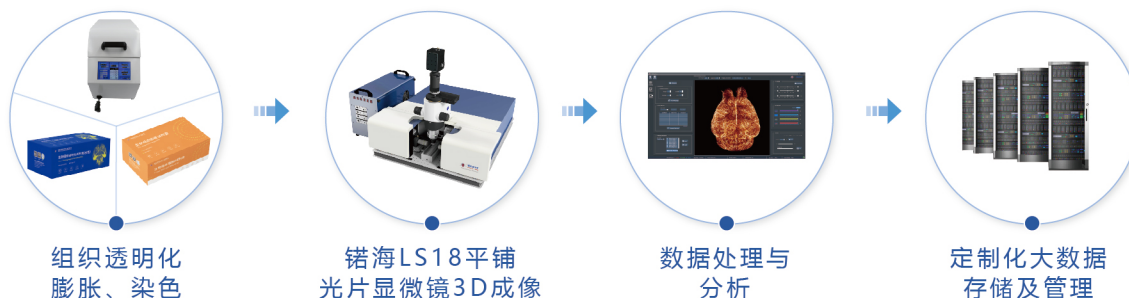 组织透明化
膨胀、染色
锘海LS18平铺
光片显微镜3D成像
数据处理与
分析
定制化大数据
存储及管理